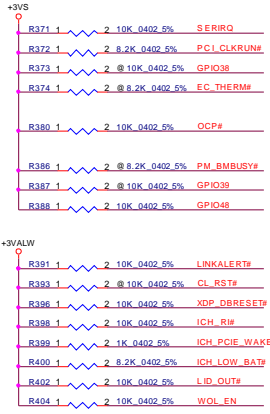 +3VS
R371 1 2 10K_0402_5% SERIRQ
R372 1 2 8.2K_0402_5% PCI_CLKRUN#
R373 1 2 @10K_0402_5% GPIO38
R374 1 2 @8.2K_0402_5% EC_THERM#
R380 1 2 10K_0402_5% OCP#
R386 1 2 @8.2K_0402_5% PM_BMBUSY#
R387 1 2 @10K_0402_5% GPIO39
R388 1 2 10K_0402_5% GPIO48
+3VALW
R391 1 2 10K_0402_5% LINKALERT#
R393 1 2 @10K_0402_5% CL_RST#
R396 1 2 10K_0402_5% XDP_DBRESET#
R398 1 2 10K_0402_5% ICH_RI#
R399 1 2 1K_0402_5% ICH_PCIE_WAKE
R400 1 2 8.2K_0402_5% ICH_LOW_BAT#
R402 1 2 10K_0402_5% LID_OUT#
R404 1 2 10K_0402_5% WOL_EN